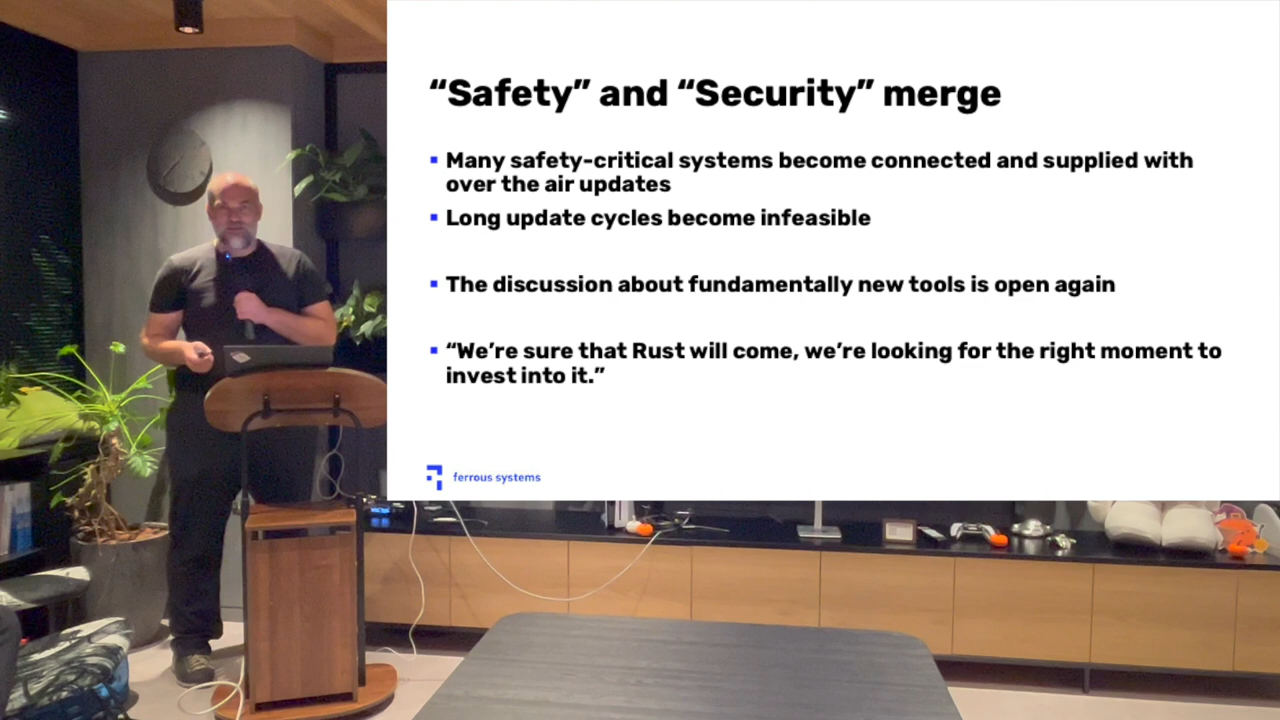 “Safety” and “Security” merge
Many safety-critical systems become connected and supplied with
over the air updates
Long update cycles become infeasible
The discussion about fundamentally new tools is open again
“We’re sure that Rust will come, we’re looking for the right moment to
invest into it.”
ferrous systems